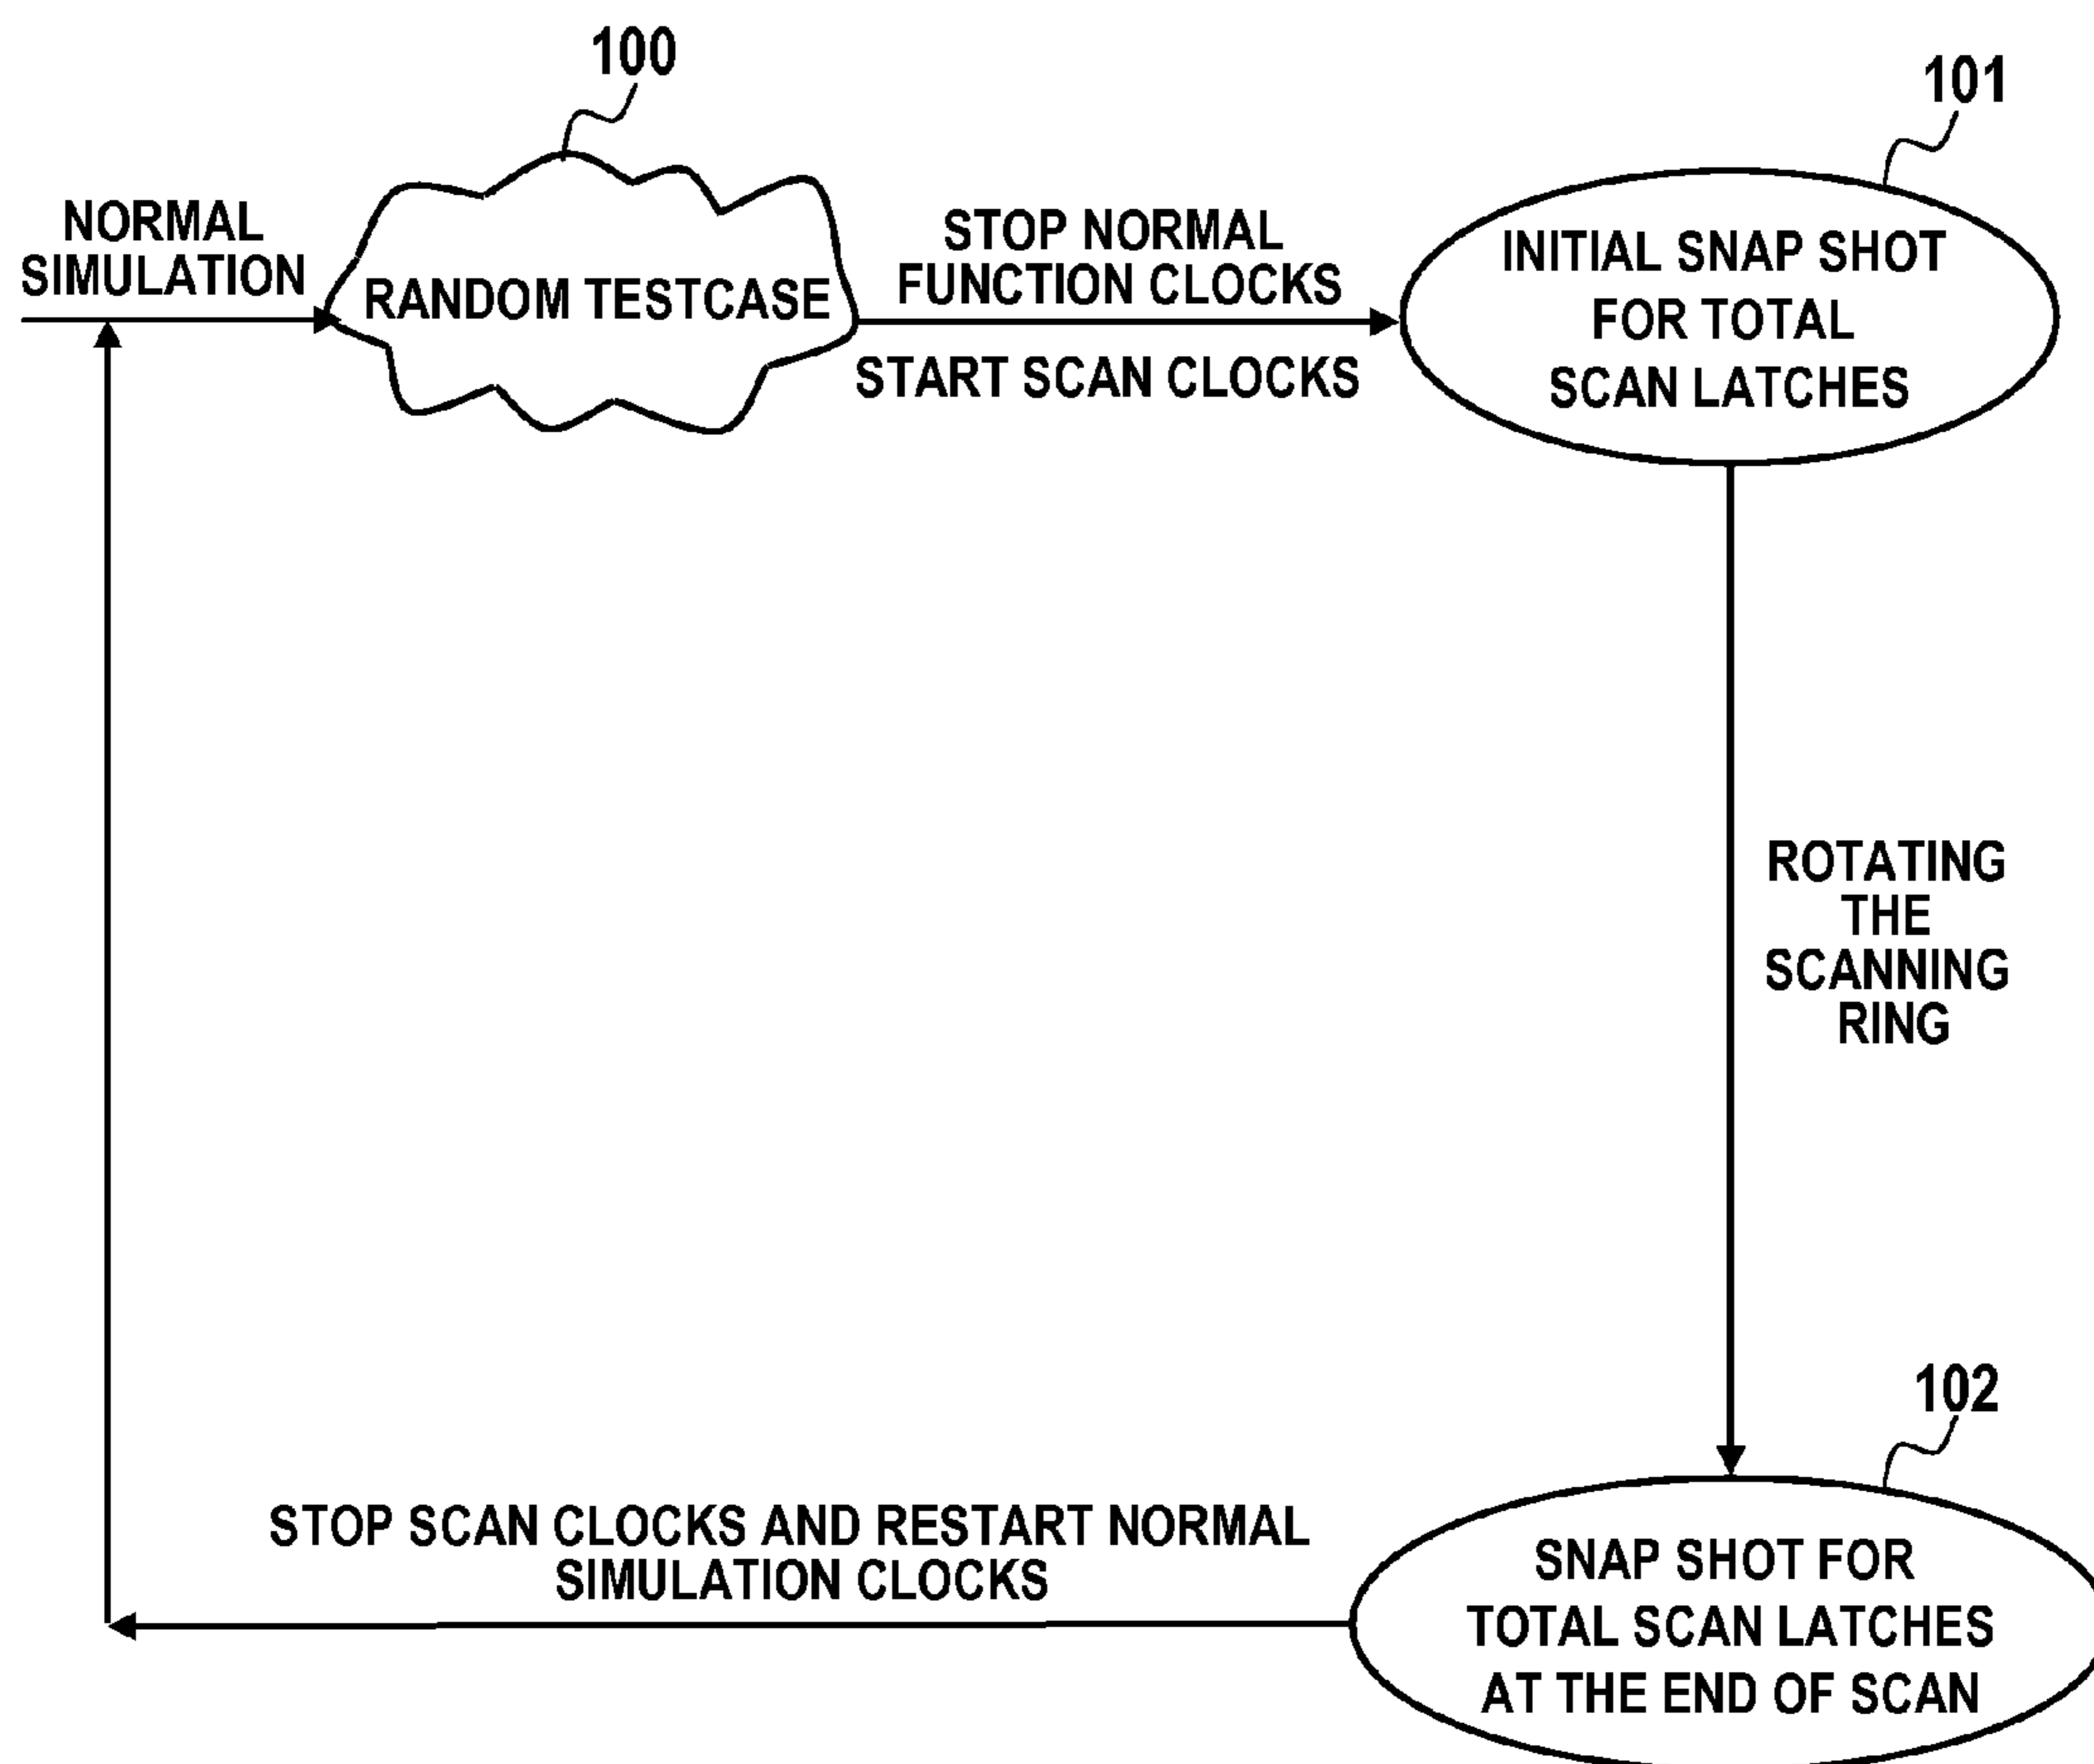 100
101
NORMAL
SIMULATION
RANDOM TESTCASE
STOP NORMAL
FUNCTION CLOCKS
START SCAN CLOCKS
INITIAL SNAP SHOT
FOR TOTAL
SCAN LATCHES
ROTATING
THE
SCANNING
RING
102
STOP SCAN CLOCKS AND RESTART NORMAL
SIMULATION CLOCKS
SNAP SHOT FOR
TOTAL SCAN LATCHES
AT THE END OF SCAN